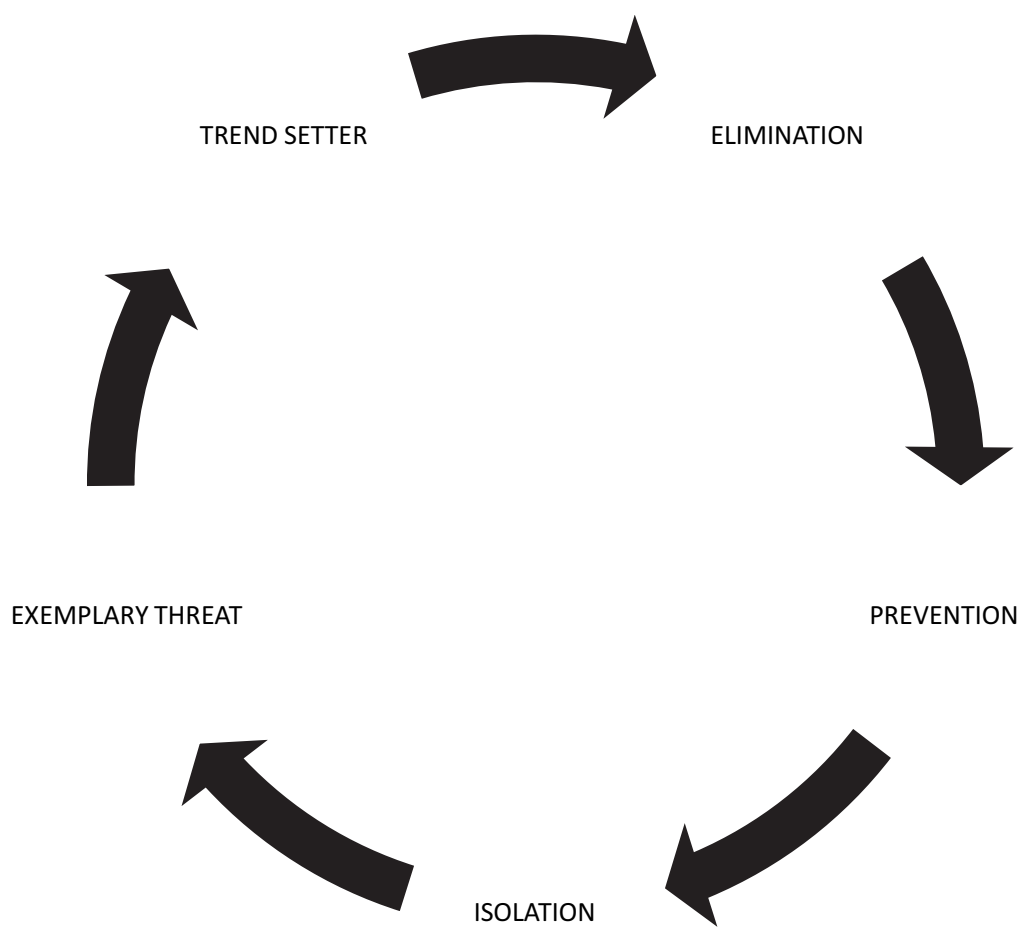 TREND SETTER
ELIMINATION
EXEMPLARY THREAT
PREVENTION
ISOLATION